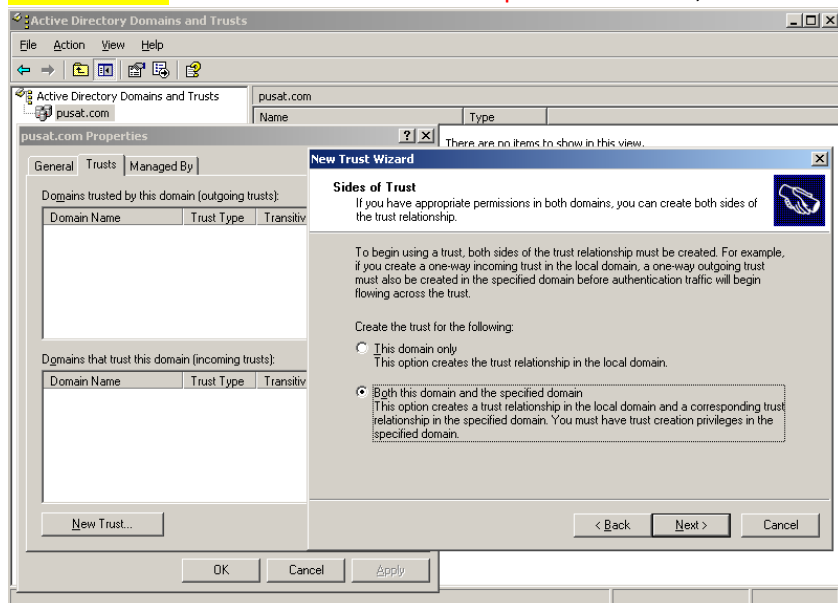 Active Directory Domains and Trusts
File Action View Help
Active Directory Domains and Trusts
pusat.com
pusat.com
Name Type
There are no items to show in this view.
pusat.com Properties
General Trusts Managed By
Domains trusted by this domain (outgoing trusts):
Domain Name Trust Type Transitiv
Domains that trust this domain (incoming trusts):
Domain Name Trust Type Transitiv
New Trust...
OK Cancel Apply
New Trust Wizard
Sides of Trust
If you have appropriate permissions in both domains, you can create both sides of
the trust relationship.
To begin using a trust, both sides of the trust relationship must be created. For example,
if you create a one-way incoming trust in the local domain, a one-way outgoing trust
must also be created in the specified domain before authentication traffic will begin
flowing across the trust.
Create the trust for the following:
This domain only
This option creates the trust relationship in the local domain.
Both this domain and the specified domain
This option creates a trust relationship in the local domain and a corresponding trust
relationship in the specified domain. You must have trust creation privileges in the
specified domain.
< Back Next > Cancel